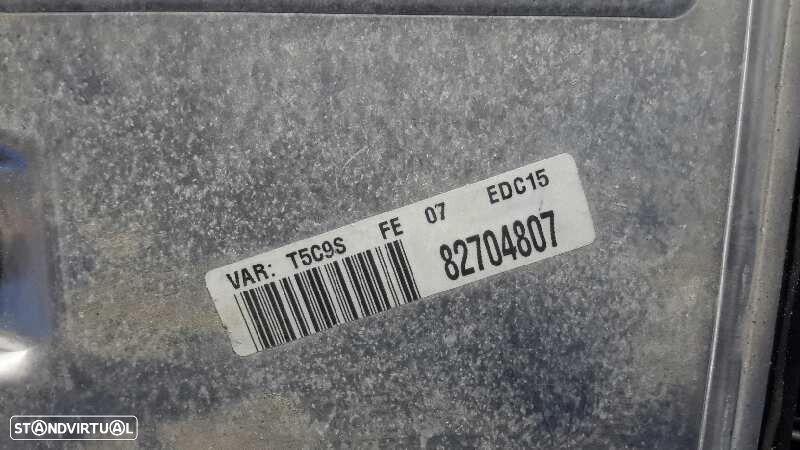 VAR: T5C9S FE 07 EDC15
82704807
STANDVIRTUAL